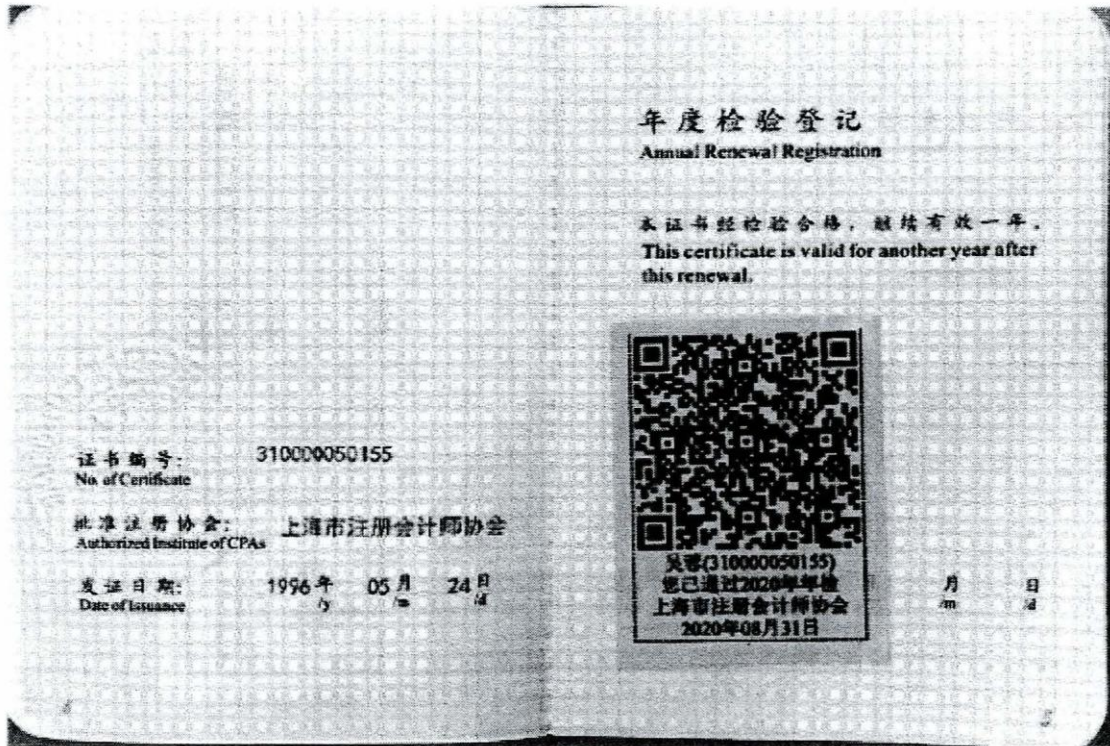 证书编号: 310000050155
No. of Certificate
批准注册协会: 上海市注册会计师协会
Authorized Institute of CPAs
发证日期: 1996年 05月 24日
Date of Issuance /y /m /d
4
年度检验登记
Annual Renewal Registration
本证书经检验合格，继续有效一年。
This certificate is valid for another year after
this renewal.
(310000050155)
您已通过2020年年检
上海市注册会计师协会
2020年08月31日
月 日
/m /d
5